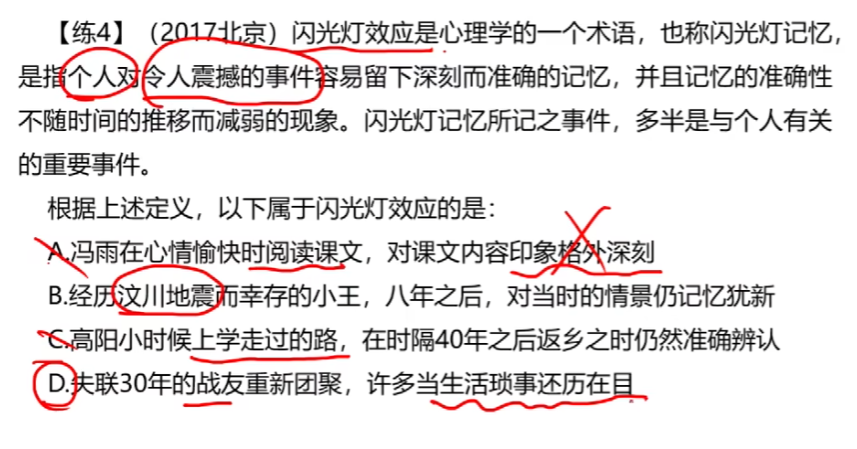 【练4】（2017北京）闪光灯效应是心理学的一个术语，也称闪光灯记忆，
是指个人对令人震撼的事件容易留下深刻而准确的记忆，并且记忆的准确性
不随时间的推移而减弱的现象。闪光灯记忆所记之事件，多半是与个人有关
的重要事件。
根据上述定义，以下属于闪光灯效应的是：
A.冯雨在心情愉快时阅读课文，对课文内容印象格外深刻
B.经历汶川地震而幸存的小王，八年之后，对当时的情景仍记忆犹新
C.高阳小时候上学走过的路，在时隔40年之后返乡之时仍然准确辨认
D.失联30年的战友重新团聚，许多当生活琐事还历在目